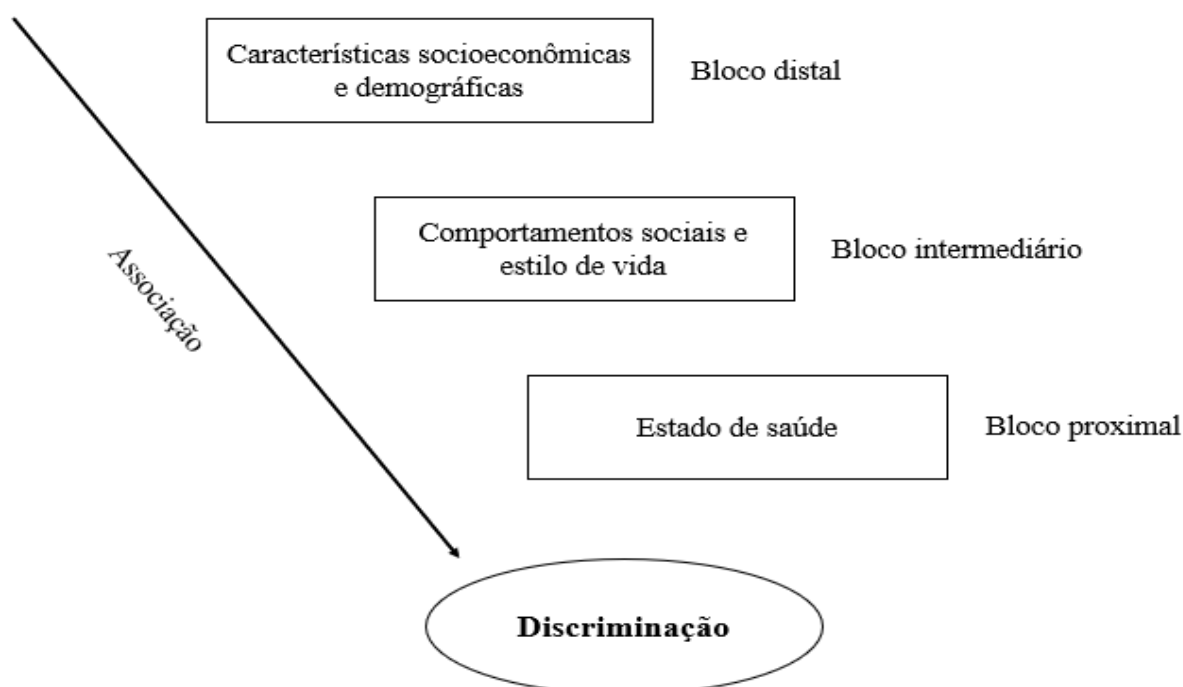 Características socioeconômicas
e demográficas
Bloco distal
Comportamentos sociais e
estilo de vida
Bloco intermediário
Associação
Estado de saúde
Bloco proximal
Discriminação